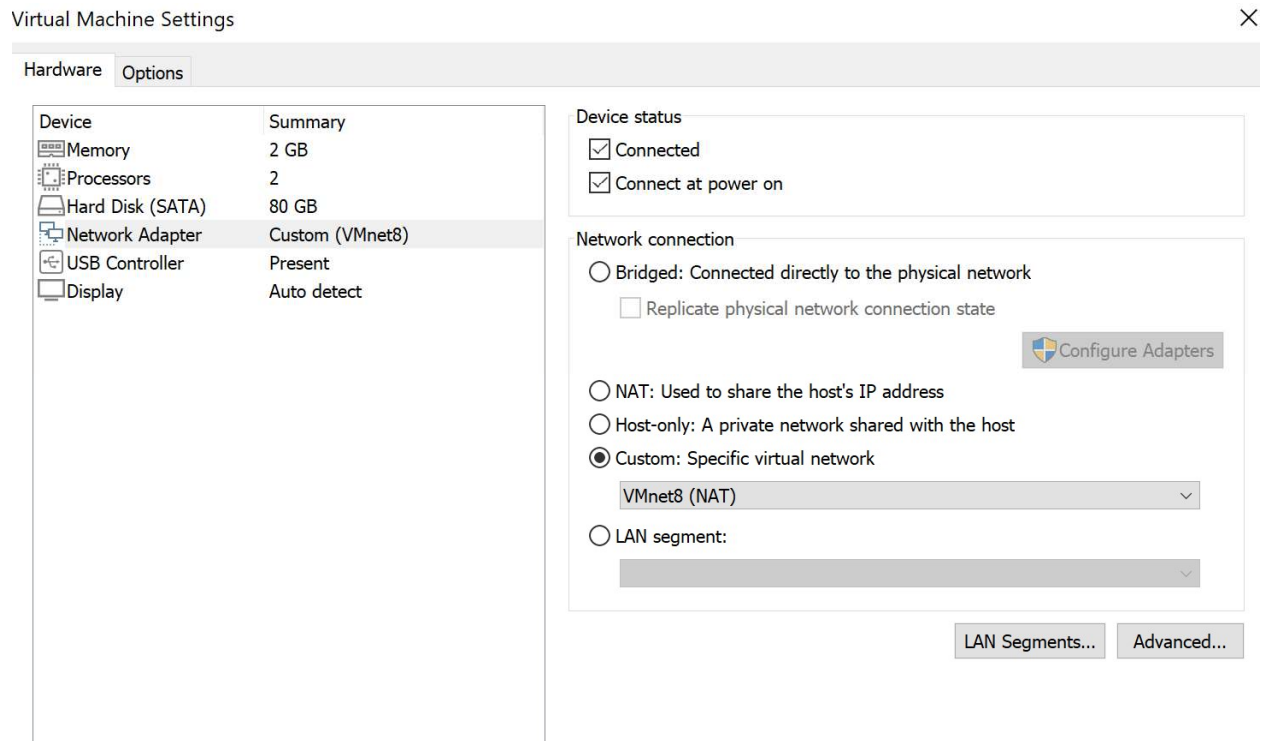 Virtual Machine Settings
Hardware
Options
Device Summary
Memory 2 GB
Processors 2
Hard Disk (SATA) 80 GB
Network Adapter Custom (VMnet8)
USB Controller Present
Display Auto detect
Device status
Connected
Connect at power on
Network connection
Bridged: Connected directly to the physical network
Replicate physical network connection state
Configure Adapters
NAT: Used to share the host's IP address
Host-only: A private network shared with the host
Custom: Specific virtual network
VMnet8 (NAT)
LAN segment:
LAN Segments... Advanced...